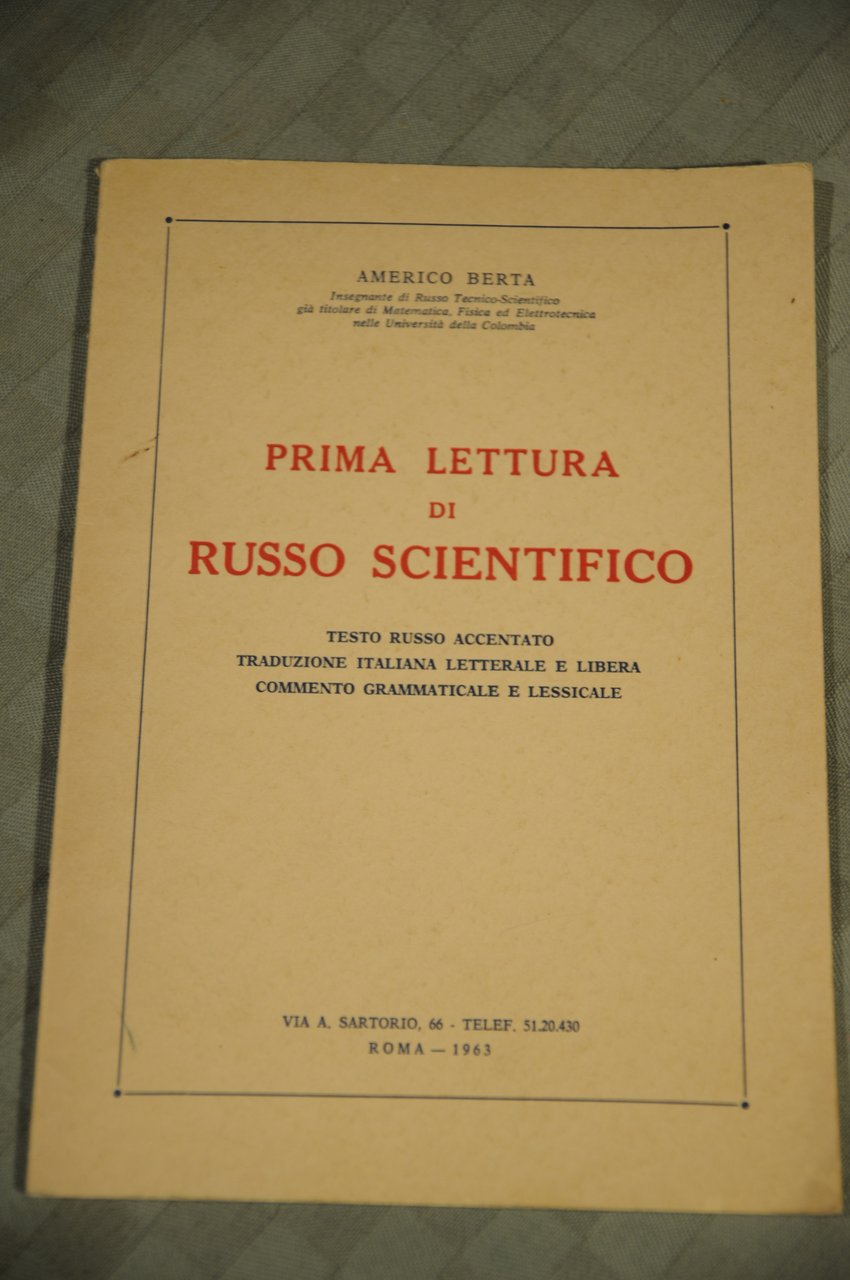 AMERICO BERTA
Insegnante di Russo Tecnico-Scientifico
già titolare di Matematica, Fisica ed Elettrotecnica
nelle Università della Colombia
PRIMA LETTURA
DI
RUSSO SCIENTIFICO
TESTO RUSSO ACCENTATO
TRADUZIONE ITALIANA LETTERALE E LIBERA
COMMENTO GRAMMATICALE E LESSICALE
VIA A. SARTORIO, 66 - TELEF. 51.20.430
ROMA — 1963